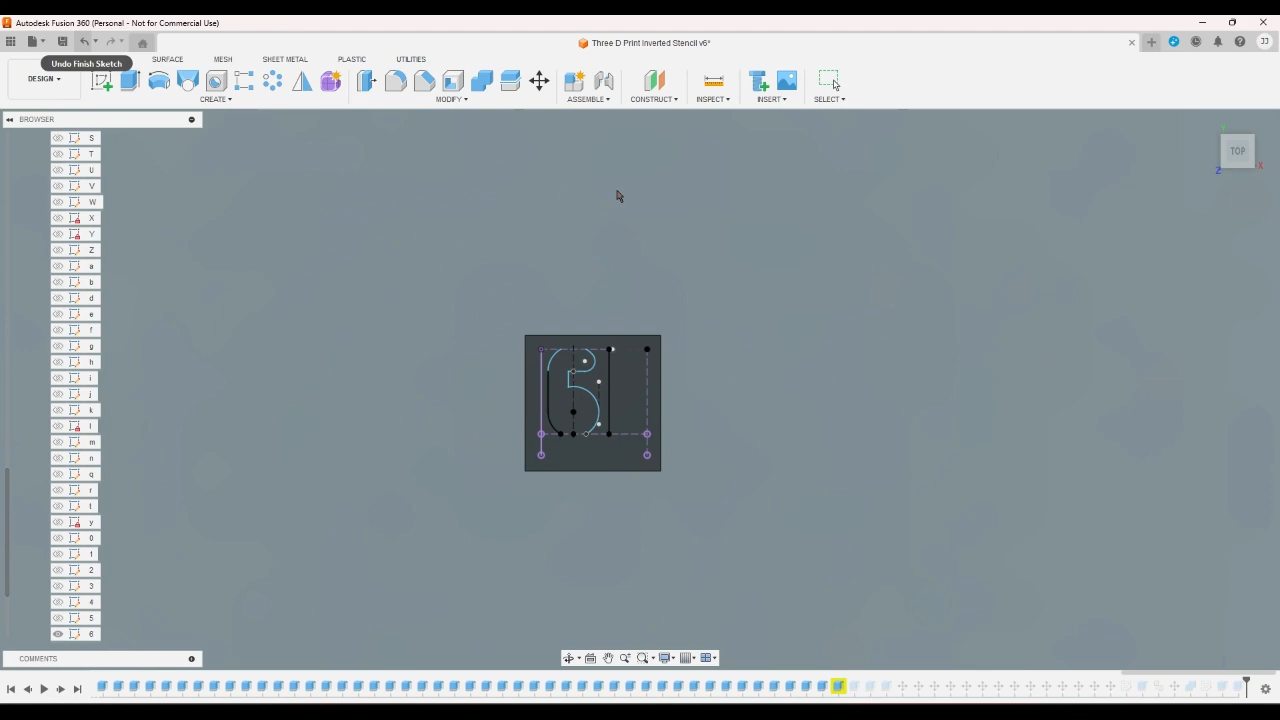 Autodesk Fusion 360 (Personal - Not for Commercial Use)
Three D Print Inverted Stencil v6*
JJ
Undo Finish Sketch
SURFACE
MESH
SHEET METAL
PLASTIC
UTILITIES
DESIGN
CREATE
MODIFY
ASSEMBLE
CONSTRUCT
INSPECT
INSERT
SELECT
BROWSER
S
T
U
V
W
X
Y
Z
a
b
d
e
f
g
h
i
j
k
l
m
n
q
r
t
y
0
1
2
3
4
5
6
Y
TOP
X
Z
COMMENTS